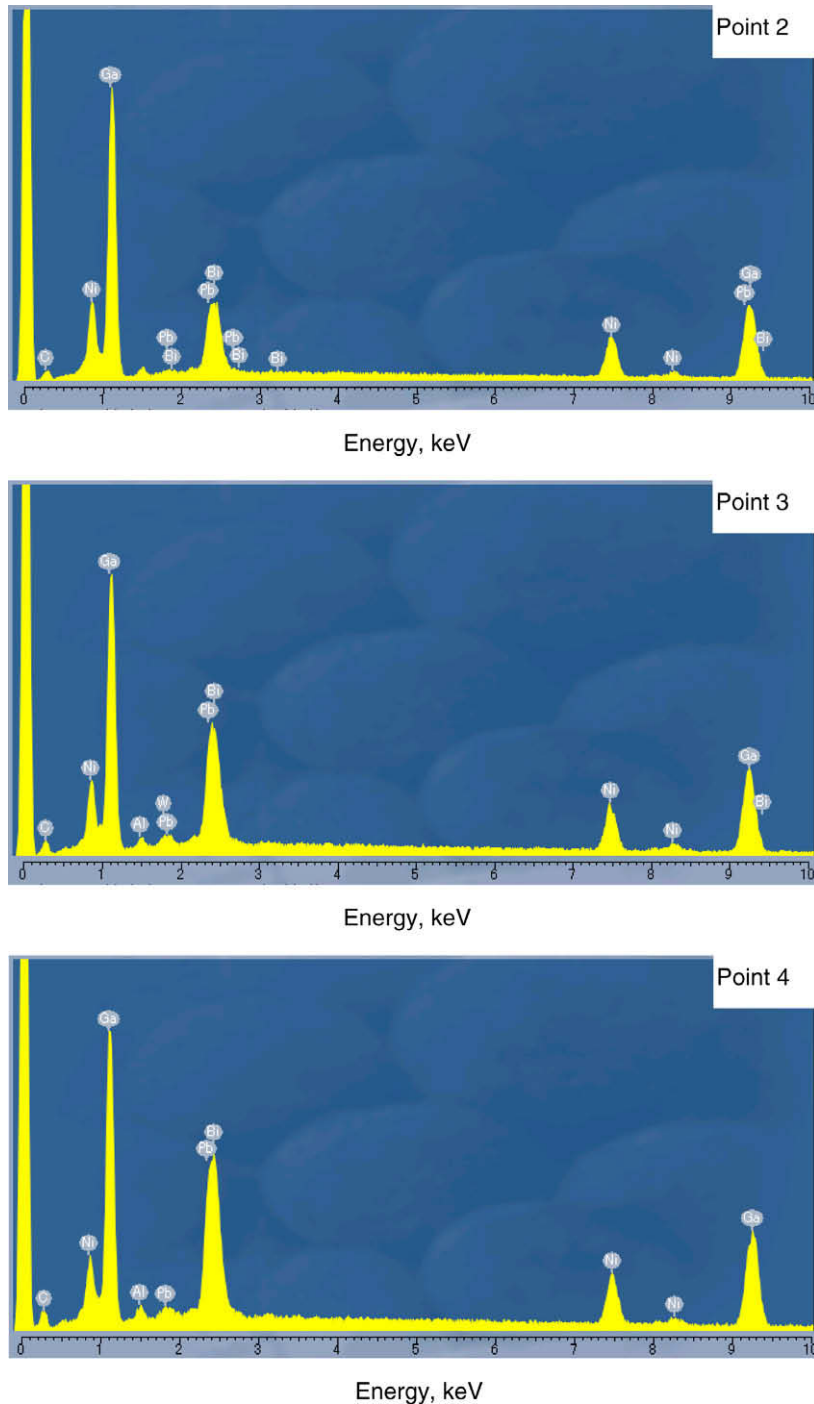 Point 2
Ga
Bi
Ni
Pb
Ga
Pb
Ni
Pb
Pb
Bi
C
Bi
Bi
Bi
Ni
0 1 2 3 4 5 6 7 8 9 10
Energy, keV
Point 3
Ga
Bi
Pb
Ga
Ni
Ni
W
Bi
C
Al
Pb
Ni
0 1 2 3 4 5 6 7 8 9 10
Energy, keV
Point 4
Ga
Bi
Pb
Ga
Ni
Ni
C
Al
Pb
Ni
0 1 2 3 4 5 6 7 8 9 10
Energy, keV